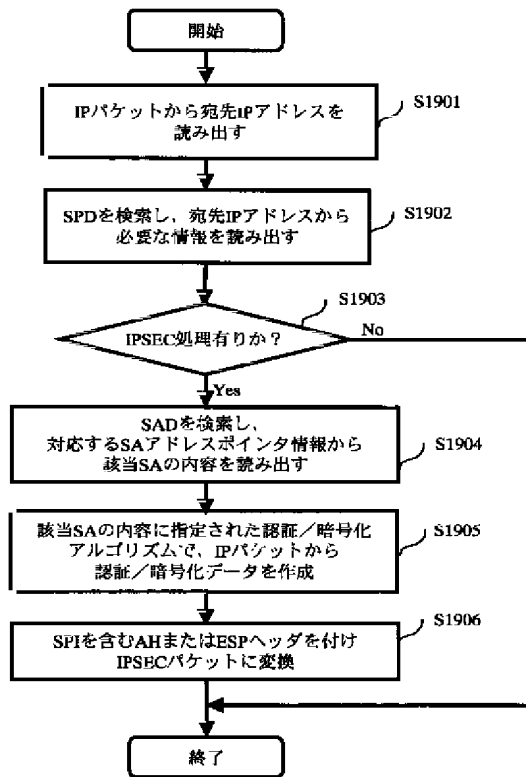 開始
IPパケットから宛先IPアドレスを
読み出す
S1901
SPDを検索し、宛先IPアドレスから
必要な情報を読み出す
S1902
S1903
IPSEC処理有りか？
No
Yes
SADを検索し、
対応するSAアドレスポインタ情報から
該当SAの内容を読み出す
S1904
該当SAの内容に指定された認証／暗号化
アルゴリズムで、IPパケットから
認証／暗号化データを作成
S1905
SPIを含むAHまたはESPヘッダを付け
IPSECパケットに変換
S1906
終了